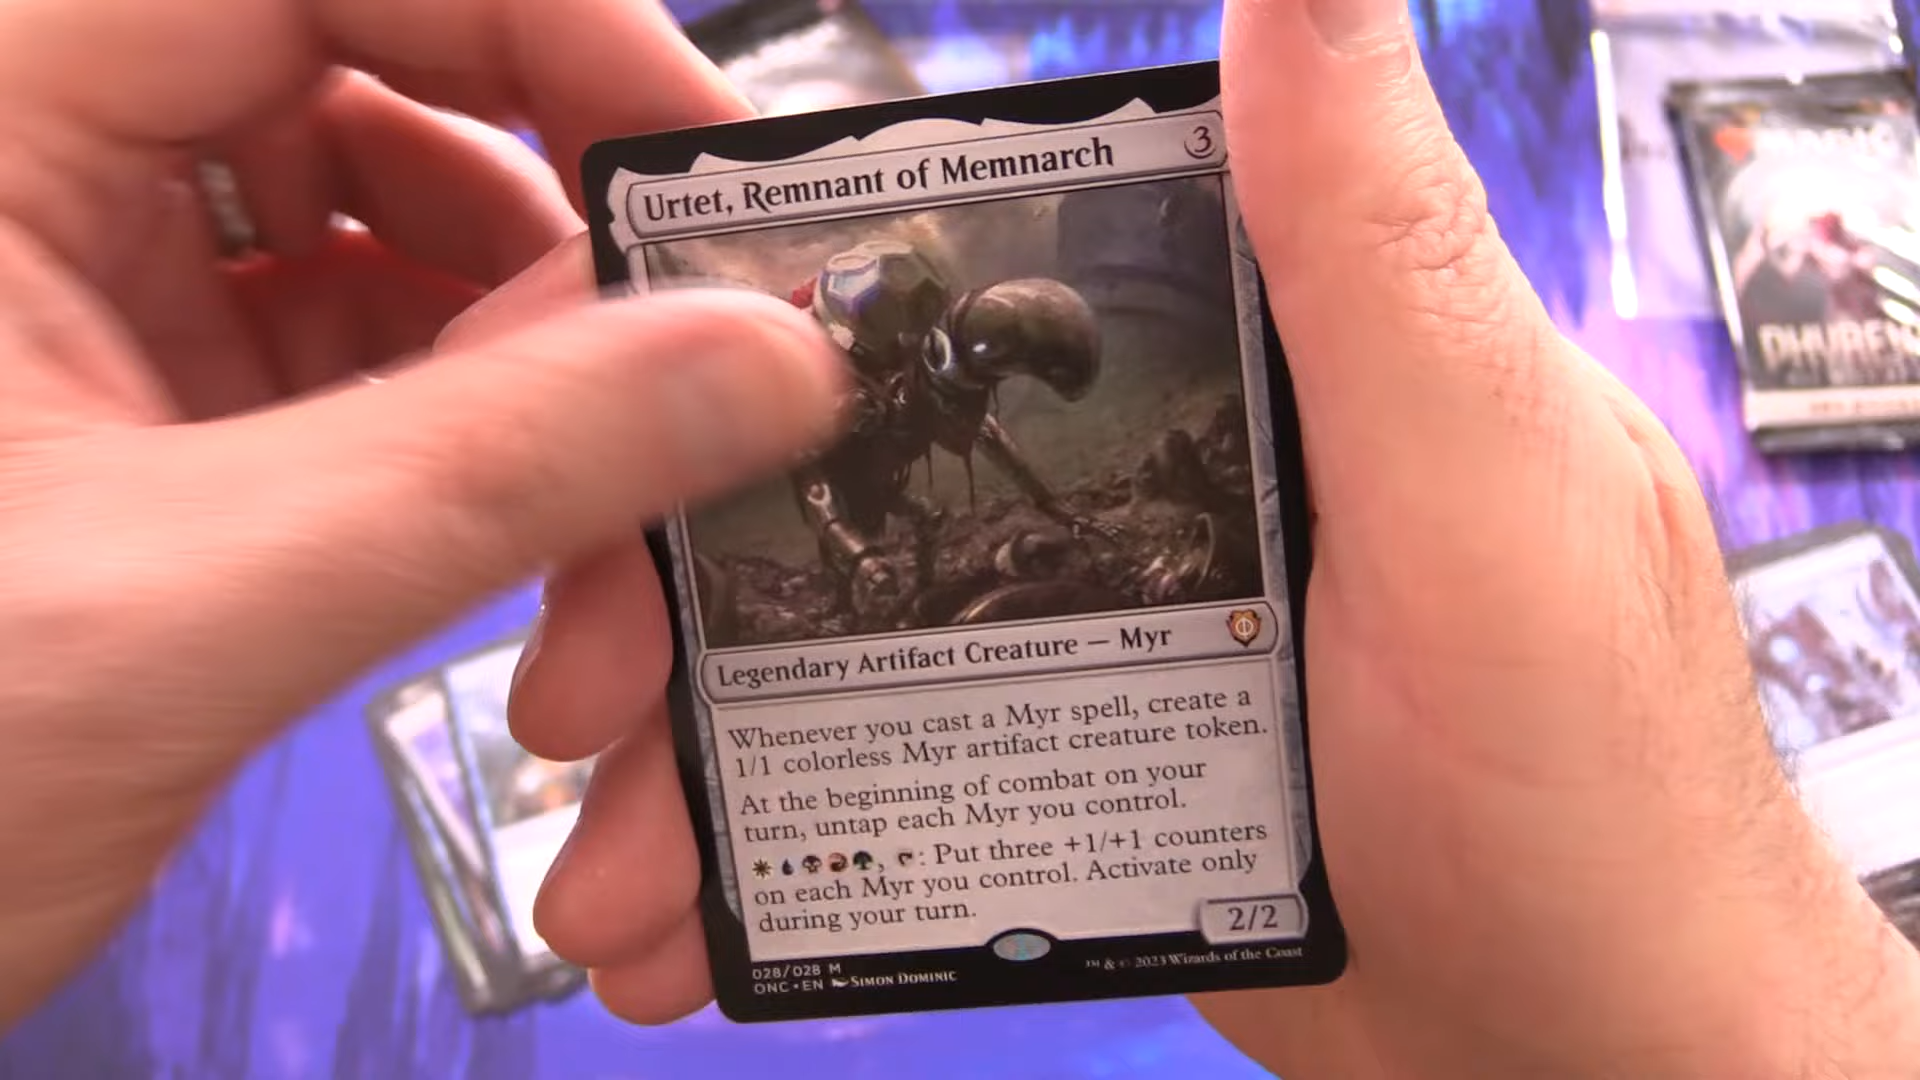 Urtet, Remnant of Memnarch
3
Legendary Artifact Creature — Myr
Whenever you cast a Myr spell, create a
1/1 colorless Myr artifact creature token.
At the beginning of combat on your
turn, untap each Myr you control.
, : Put three +1/+1 counters
on each Myr you control. Activate only
during your turn.
2/2
028/028 M
ONC • EN SIMON DOMINIC
™ & © 2023 Wizards of the Coast